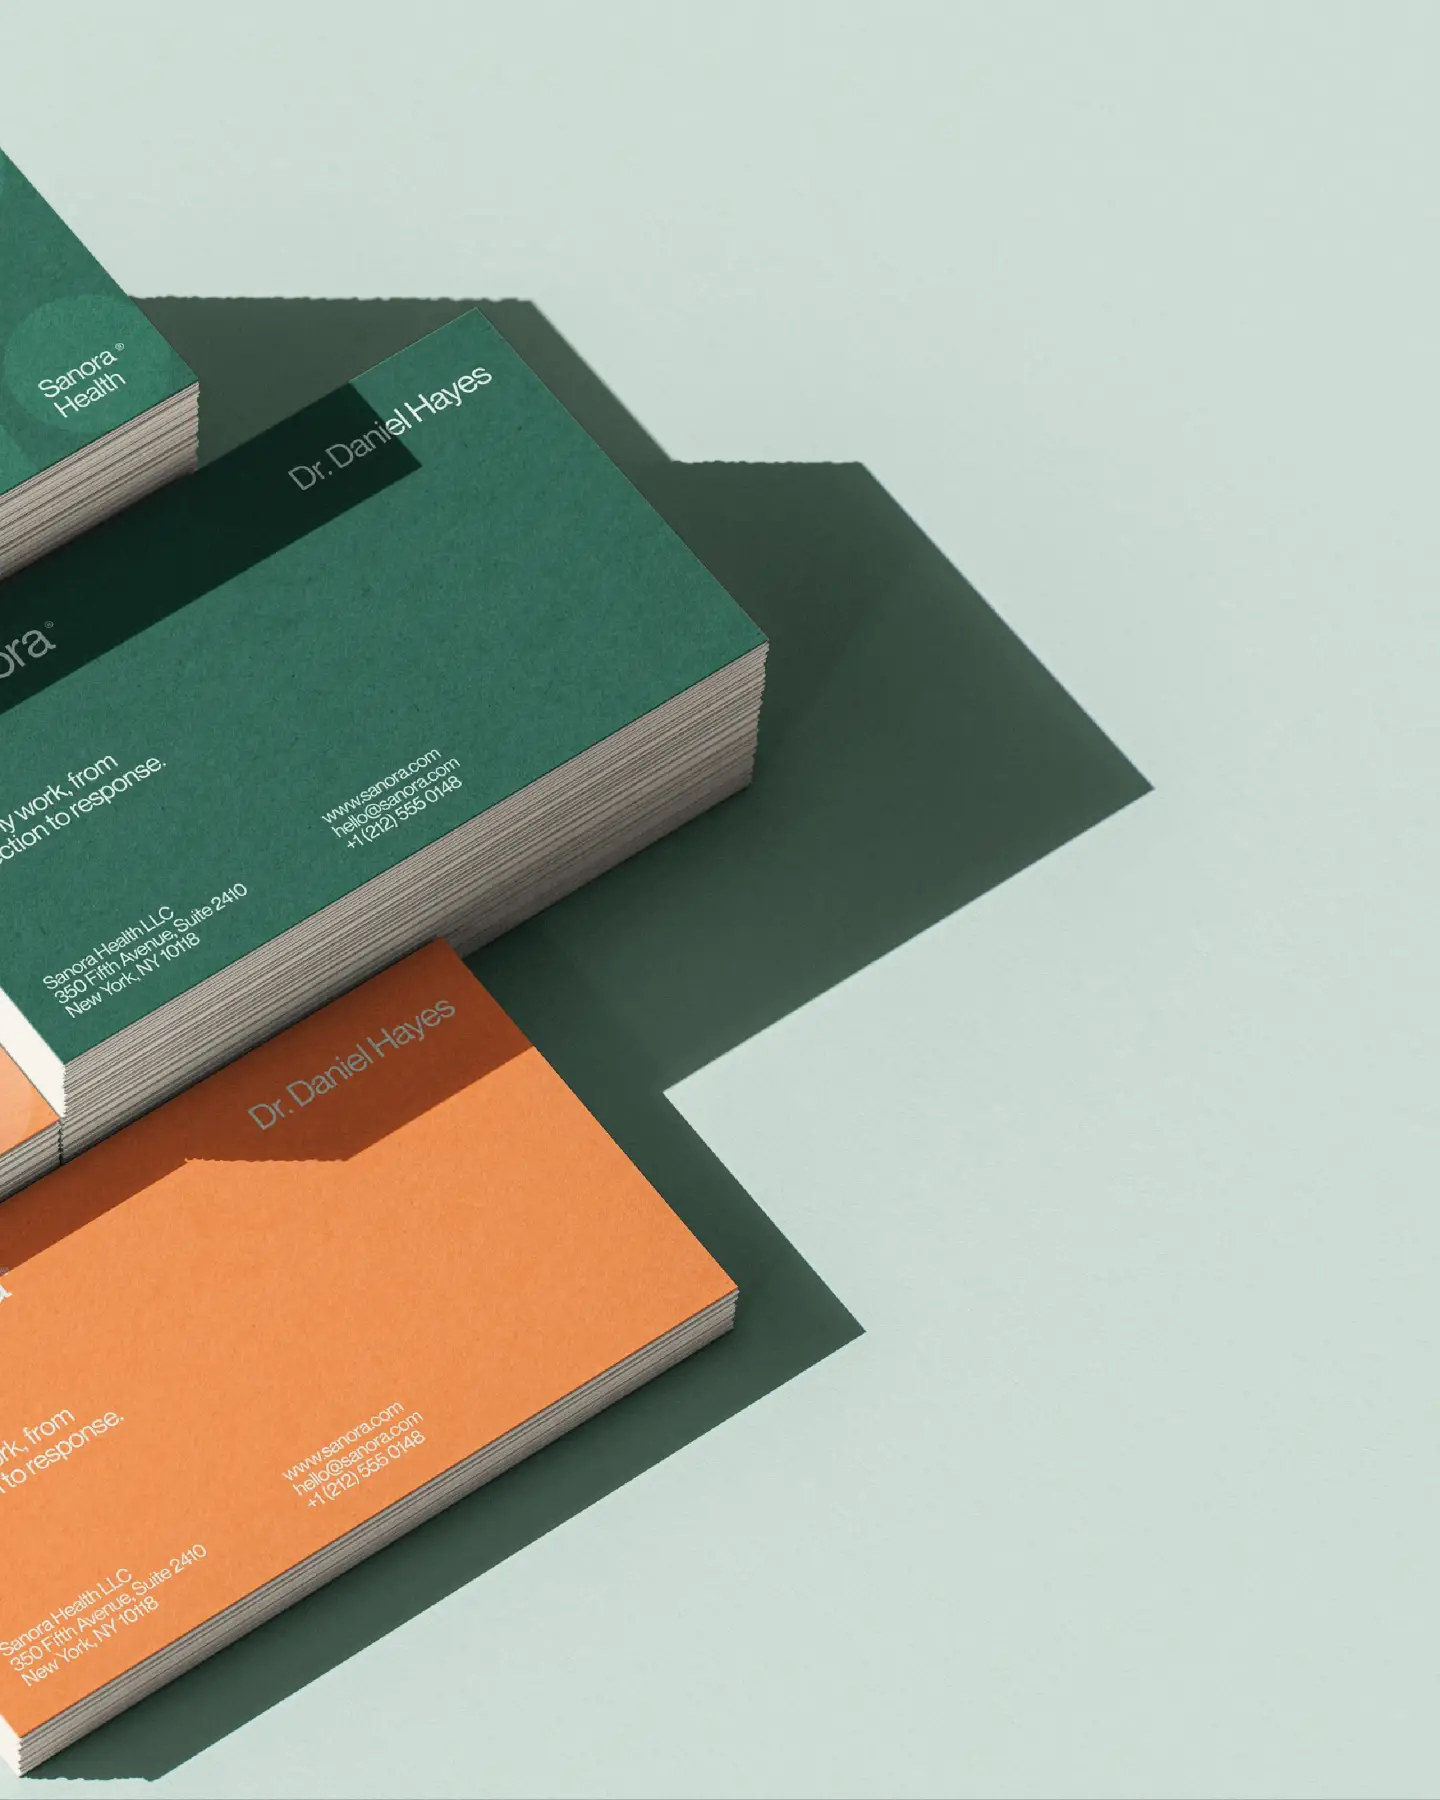 Sanora®
Health
Dr. Daniel Hayes
ora®
work, from
to response.
www.sanora.com
hello@sanora.com
+1 (212) 555 0148
Sanora Health LLC
350 Fifth Avenue, Suite 2410
New York, NY 10118
Dr. Daniel Hayes
from
to response.
www.sanora.com
hello@sanora.com
+1 (212) 555 0148
Sanora Health LLC
350 Fifth Avenue, Suite 2410
New York, NY 10118